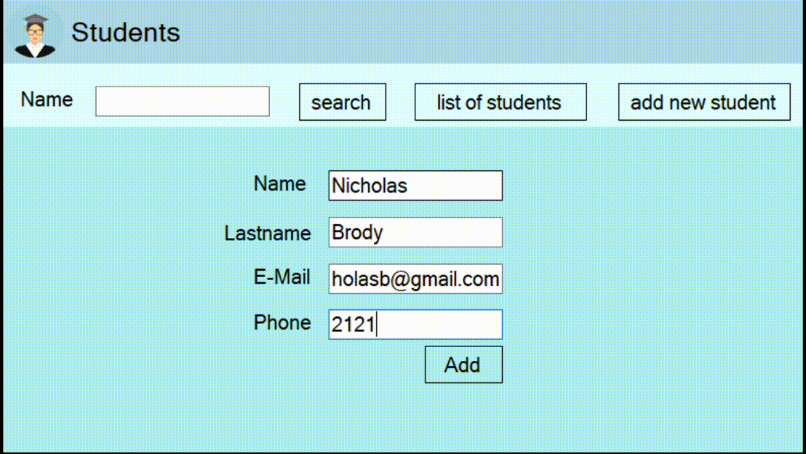 Students
Name search list of students add new student
Name Nicholas
Lastname Brody
E-Mail holasb@gmail.com
Phone 2121
Add